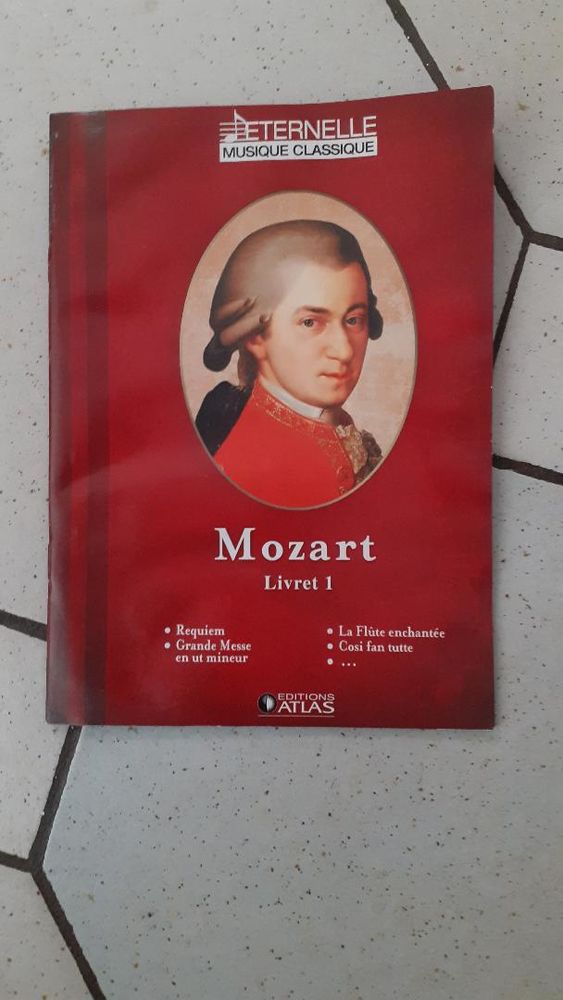 ETERNELLE
MUSIQUE CLASSIQUE
Mozart
Livret 1
• Requiem
• Grande Messe
en ut mineur
• La Flûte enchantée
• Cosi fan tutte
• ...
EDITIONS
ATLAS